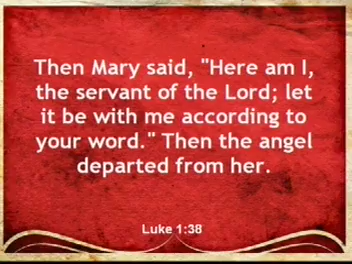 Then Mary said, "Here am I,
the servant of the Lord; let
it be with me according to
your word." Then the angel
departed from her.
Luke 1:38